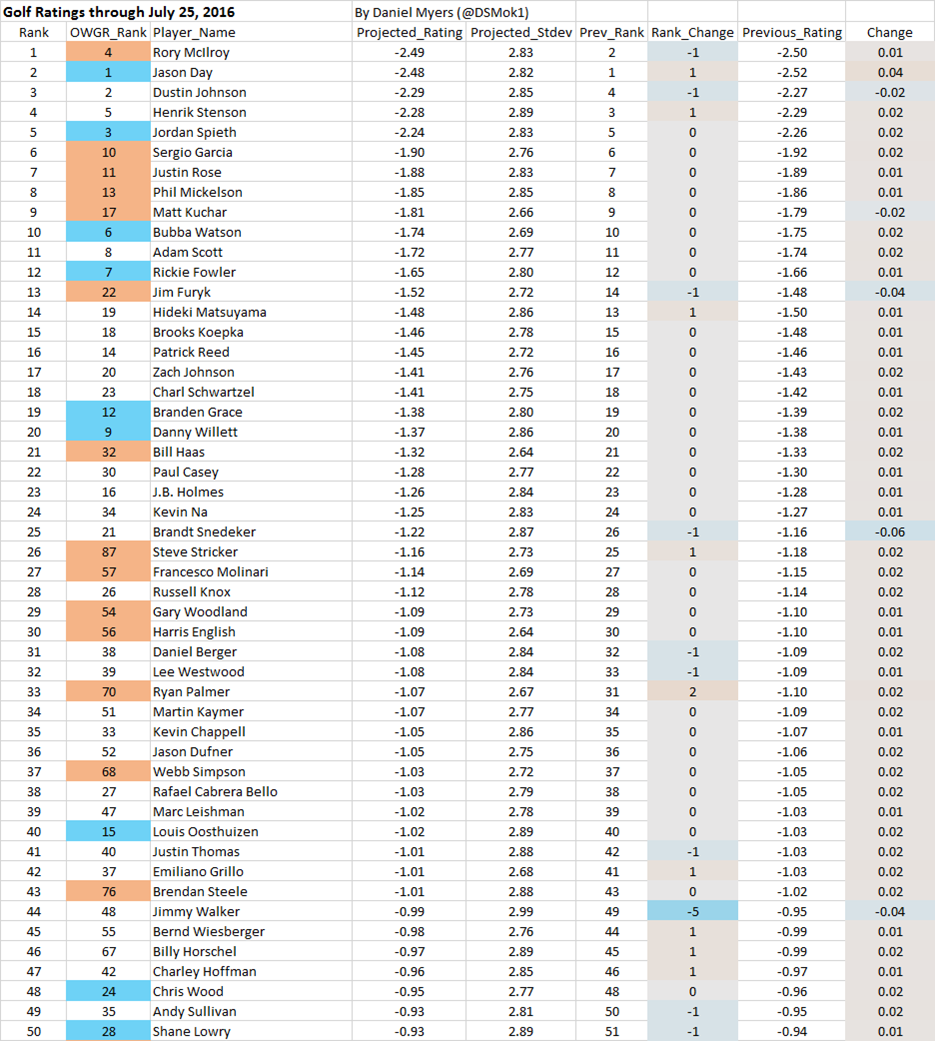 Golf Ratings through July 25, 2016 By Daniel Myers (@DSMok1)
Rank OWGR_Rank Player_Name Projected_Rating Projected_Stdev Prev_Rank Rank_Change Previous_Rating Change
1 4 Rory McIlroy -2.49 2.83 2 -1 -2.50 0.01
2 1 Jason Day -2.48 2.82 1 1 -2.52 0.04
3 2 Dustin Johnson -2.29 2.85 4 -1 -2.27 -0.02
4 5 Henrik Stenson -2.28 2.89 3 1 -2.29 0.02
5 3 Jordan Spieth -2.24 2.83 5 0 -2.26 0.02
6 10 Sergio Garcia -1.90 2.76 6 0 -1.92 0.02
7 11 Justin Rose -1.88 2.83 7 0 -1.89 0.01
8 13 Phil Mickelson -1.85 2.85 8 0 -1.86 0.01
9 17 Matt Kuchar -1.81 2.66 9 0 -1.79 -0.02
10 6 Bubba Watson -1.74 2.69 10 0 -1.75 0.02
11 8 Adam Scott -1.72 2.77 11 0 -1.74 0.02
12 7 Rickie Fowler -1.65 2.80 12 0 -1.66 0.01
13 22 Jim Furyk -1.52 2.72 14 -1 -1.48 -0.04
14 19 Hideki Matsuyama -1.48 2.86 13 1 -1.50 0.01
15 18 Brooks Koepka -1.46 2.78 15 0 -1.48 0.01
16 14 Patrick Reed -1.45 2.72 16 0 -1.46 0.01
17 20 Zach Johnson -1.41 2.76 17 0 -1.43 0.02
18 23 Charl Schwartzel -1.41 2.75 18 0 -1.42 0.01
19 12 Branden Grace -1.38 2.80 19 0 -1.39 0.02
20 9 Danny Willett -1.37 2.86 20 0 -1.38 0.01
21 32 Bill Haas -1.32 2.64 21 0 -1.33 0.02
22 30 Paul Casey -1.28 2.77 22 0 -1.30 0.01
23 16 J.B. Holmes -1.26 2.84 23 0 -1.28 0.01
24 34 Kevin Na -1.25 2.83 24 0 -1.27 0.01
25 21 Brandt Snedeker -1.22 2.87 26 -1 -1.16 -0.06
26 87 Steve Stricker -1.16 2.73 25 1 -1.18 0.02
27 57 Francesco Molinari -1.14 2.69 27 0 -1.15 0.02
28 26 Russell Knox -1.12 2.78 28 0 -1.14 0.02
29 54 Gary Woodland -1.09 2.73 29 0 -1.10 0.01
30 56 Harris English -1.09 2.64 30 0 -1.10 0.01
31 38 Daniel Berger -1.08 2.84 32 -1 -1.09 0.02
32 39 Lee Westwood -1.08 2.84 33 -1 -1.09 0.01
33 70 Ryan Palmer -1.07 2.67 31 2 -1.10 0.02
34 51 Martin Kaymer -1.07 2.77 34 0 -1.09 0.02
35 33 Kevin Chappell -1.05 2.86 35 0 -1.07 0.01
36 52 Jason Dufner -1.05 2.75 36 0 -1.06 0.02
37 68 Webb Simpson -1.03 2.72 37 0 -1.05 0.02
38 27 Rafael Cabrera Bello -1.03 2.79 38 0 -1.05 0.02
39 47 Marc Leishman -1.02 2.78 39 0 -1.03 0.01
40 15 Louis Oosthuizen -1.02 2.89 40 0 -1.03 0.02
41 40 Justin Thomas -1.01 2.88 42 -1 -1.03 0.02
42 37 Emiliano Grillo -1.01 2.68 41 1 -1.03 0.02
43 76 Brendan Steele -1.01 2.88 43 0 -1.02 0.02
44 48 Jimmy Walker -0.99 2.99 49 -5 -0.95 -0.04
45 55 Bernd Wiesberger -0.98 2.76 44 1 -0.99 0.01
46 67 Billy Horschel -0.97 2.89 45 1 -0.99 0.02
47 42 Charley Hoffman -0.96 2.85 46 1 -0.97 0.01
48 24 Chris Wood -0.95 2.77 48 0 -0.96 0.02
49 35 Andy Sullivan -0.93 2.81 50 -1 -0.95 0.02
50 28 Shane Lowry -0.93 2.89 51 -1 -0.94 0.01